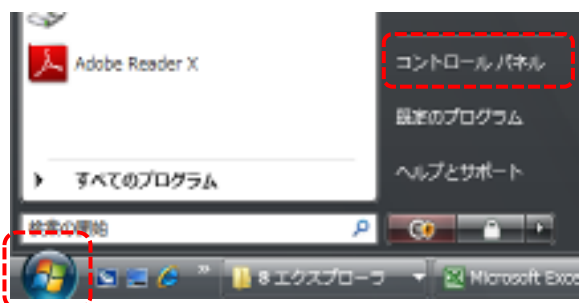 Adobe Reader X
コントロール パネル
既定のプログラム
すべてのプログラム
ヘルプとサポート
検索の開始
8 エクスプローラ
Microsoft Exce